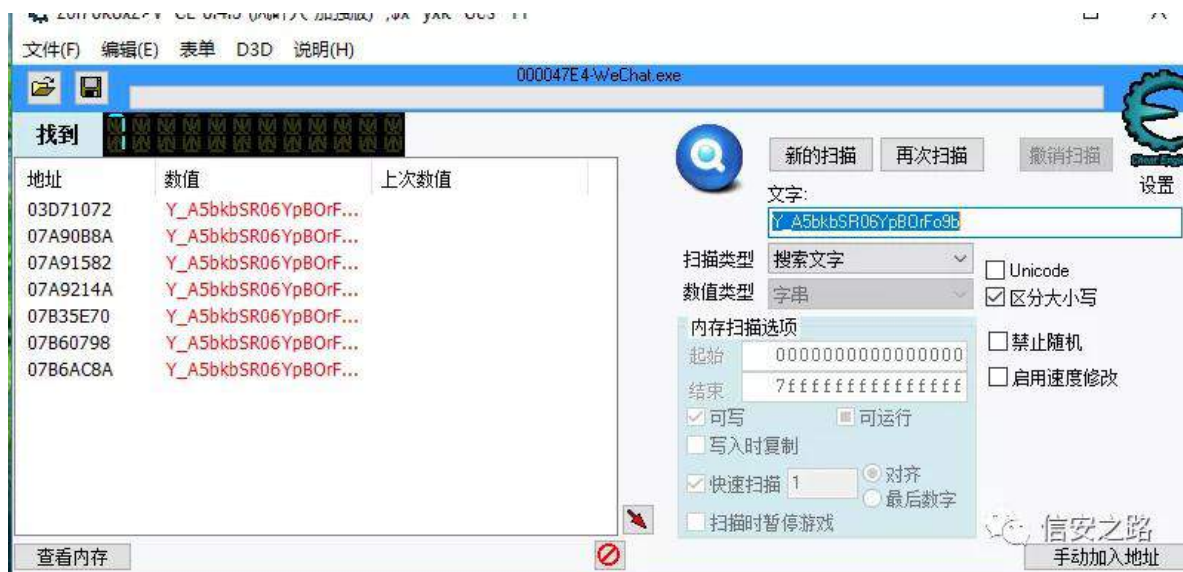 文件(F) 编辑(E) 表单 D3D 说明(H)
000047E4-WeChat.exe
找到
新的扫描 再次扫描 撤销扫描
设置
地址 数值 上次数值
文字:
Y_A5bkbSR06YpBOrFo9b
03D71072 Y_A5bkbSR06YpBOrF...
07A90B8A Y_A5bkbSR06YpBOrF...
07A91582 Y_A5bkbSR06YpBOrF...
07A9214A Y_A5bkbSR06YpBOrF...
07B35E70 Y_A5bkbSR06YpBOrF...
07B60798 Y_A5bkbSR06YpBOrF...
07B6AC8A Y_A5bkbSR06YpBOrF...
扫描类型 搜索文字
Unicode
数值类型 字串
区分大小写
内存扫描选项
起始 0000000000000000
禁止随机
结束 7fffffffffffffff
启用速度修改
可写 可运行
写入时复制
快速扫描 1 对齐
最后数字
扫描时暂停游戏
信安之路
查看内存
手动加入地址